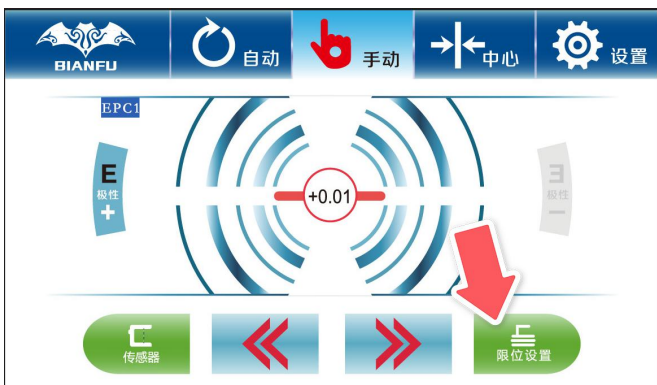 BIANFU
自动
手动
中心
设置
EPC1
E
极性
+
+0.01
E
极性
−
传感器
限位设置